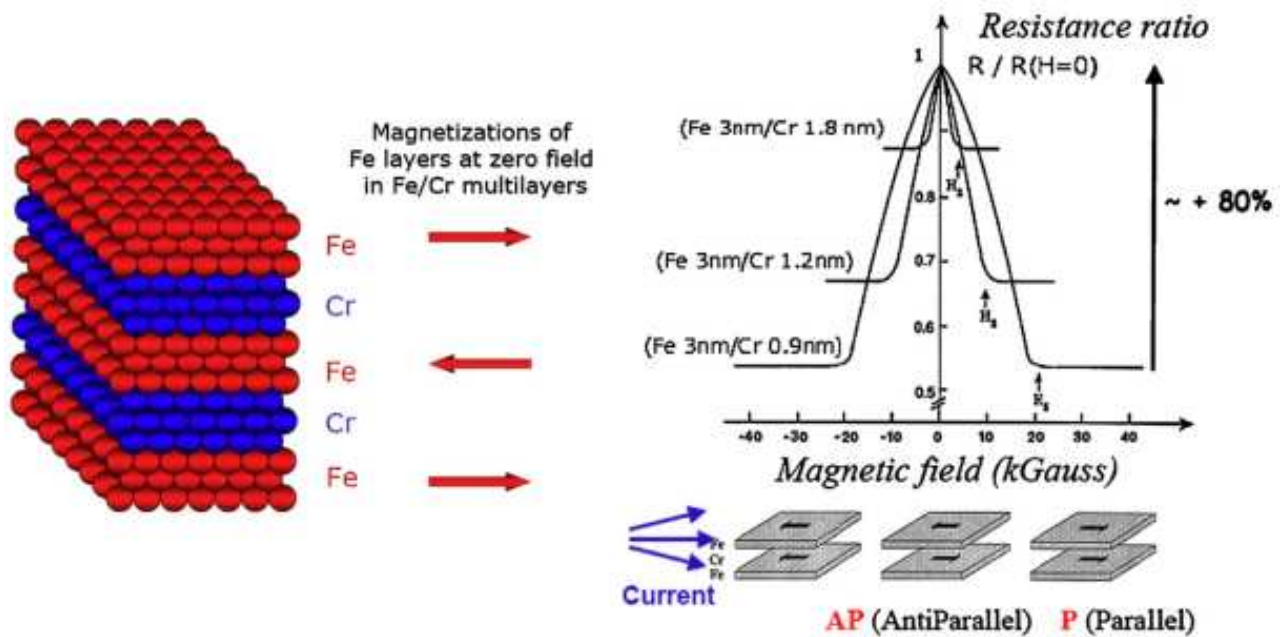 Resistance ratio
R / R(H=0)
1
(Fe 3nm/Cr 1.8 nm)
0.8
~ + 80%
Magnetizations of
Fe layers at zero field
in Fe/Cr multilayers
Fe
Cr
Fe
Cr
Fe
(Fe 3nm/Cr 1.2nm)
0.7
(Fe 3nm/Cr 0.9nm)
0.6
0.5
Hs
Hs
Hs
-40 -30 -20 -10 0 10 20 30 40
Magnetic field (kGauss)
Fe
Cr
Fe
Current
AP (AntiParallel) P (Parallel)